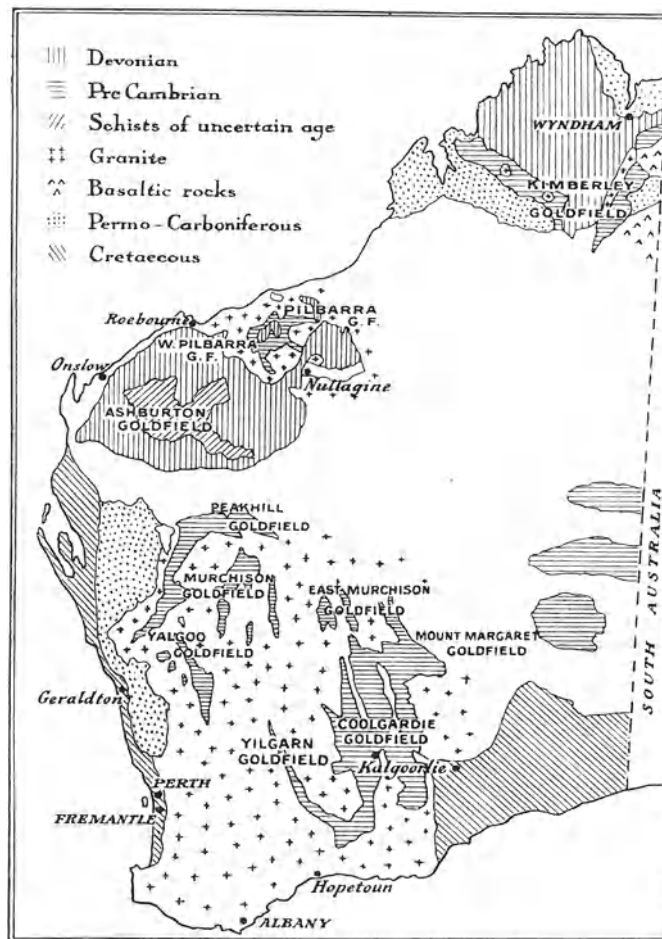 Devonian
Pre Cambrian
Schists of uncertain age
Granite
Basaltic rocks
Permo-Carboniferous
Cretaecous
WYNDHAM
KIMBERLEY
GOLDFIELD
PILBARRA
G.F.
Roebourne
W. PILBARRA
G.F.
Onslow
Nullagine
ASHBURTON
GOLDFIELD
PEAKHILL
GOLDFIELD
MURCHISON
GOLDFIELD
EAST MURCHISON
GOLDFIELD
YALGOO
GOLDFIELD
MOUNT MARGARET
GOLDFIELD
SOUTH AUSTRALIA
Geraldton
COOLGARDIE
GOLDFIELD
YILGARN
GOLDFIELD
Kalgoorlie
PERTH
FREMANTLE
Hopetoun
ALBANY